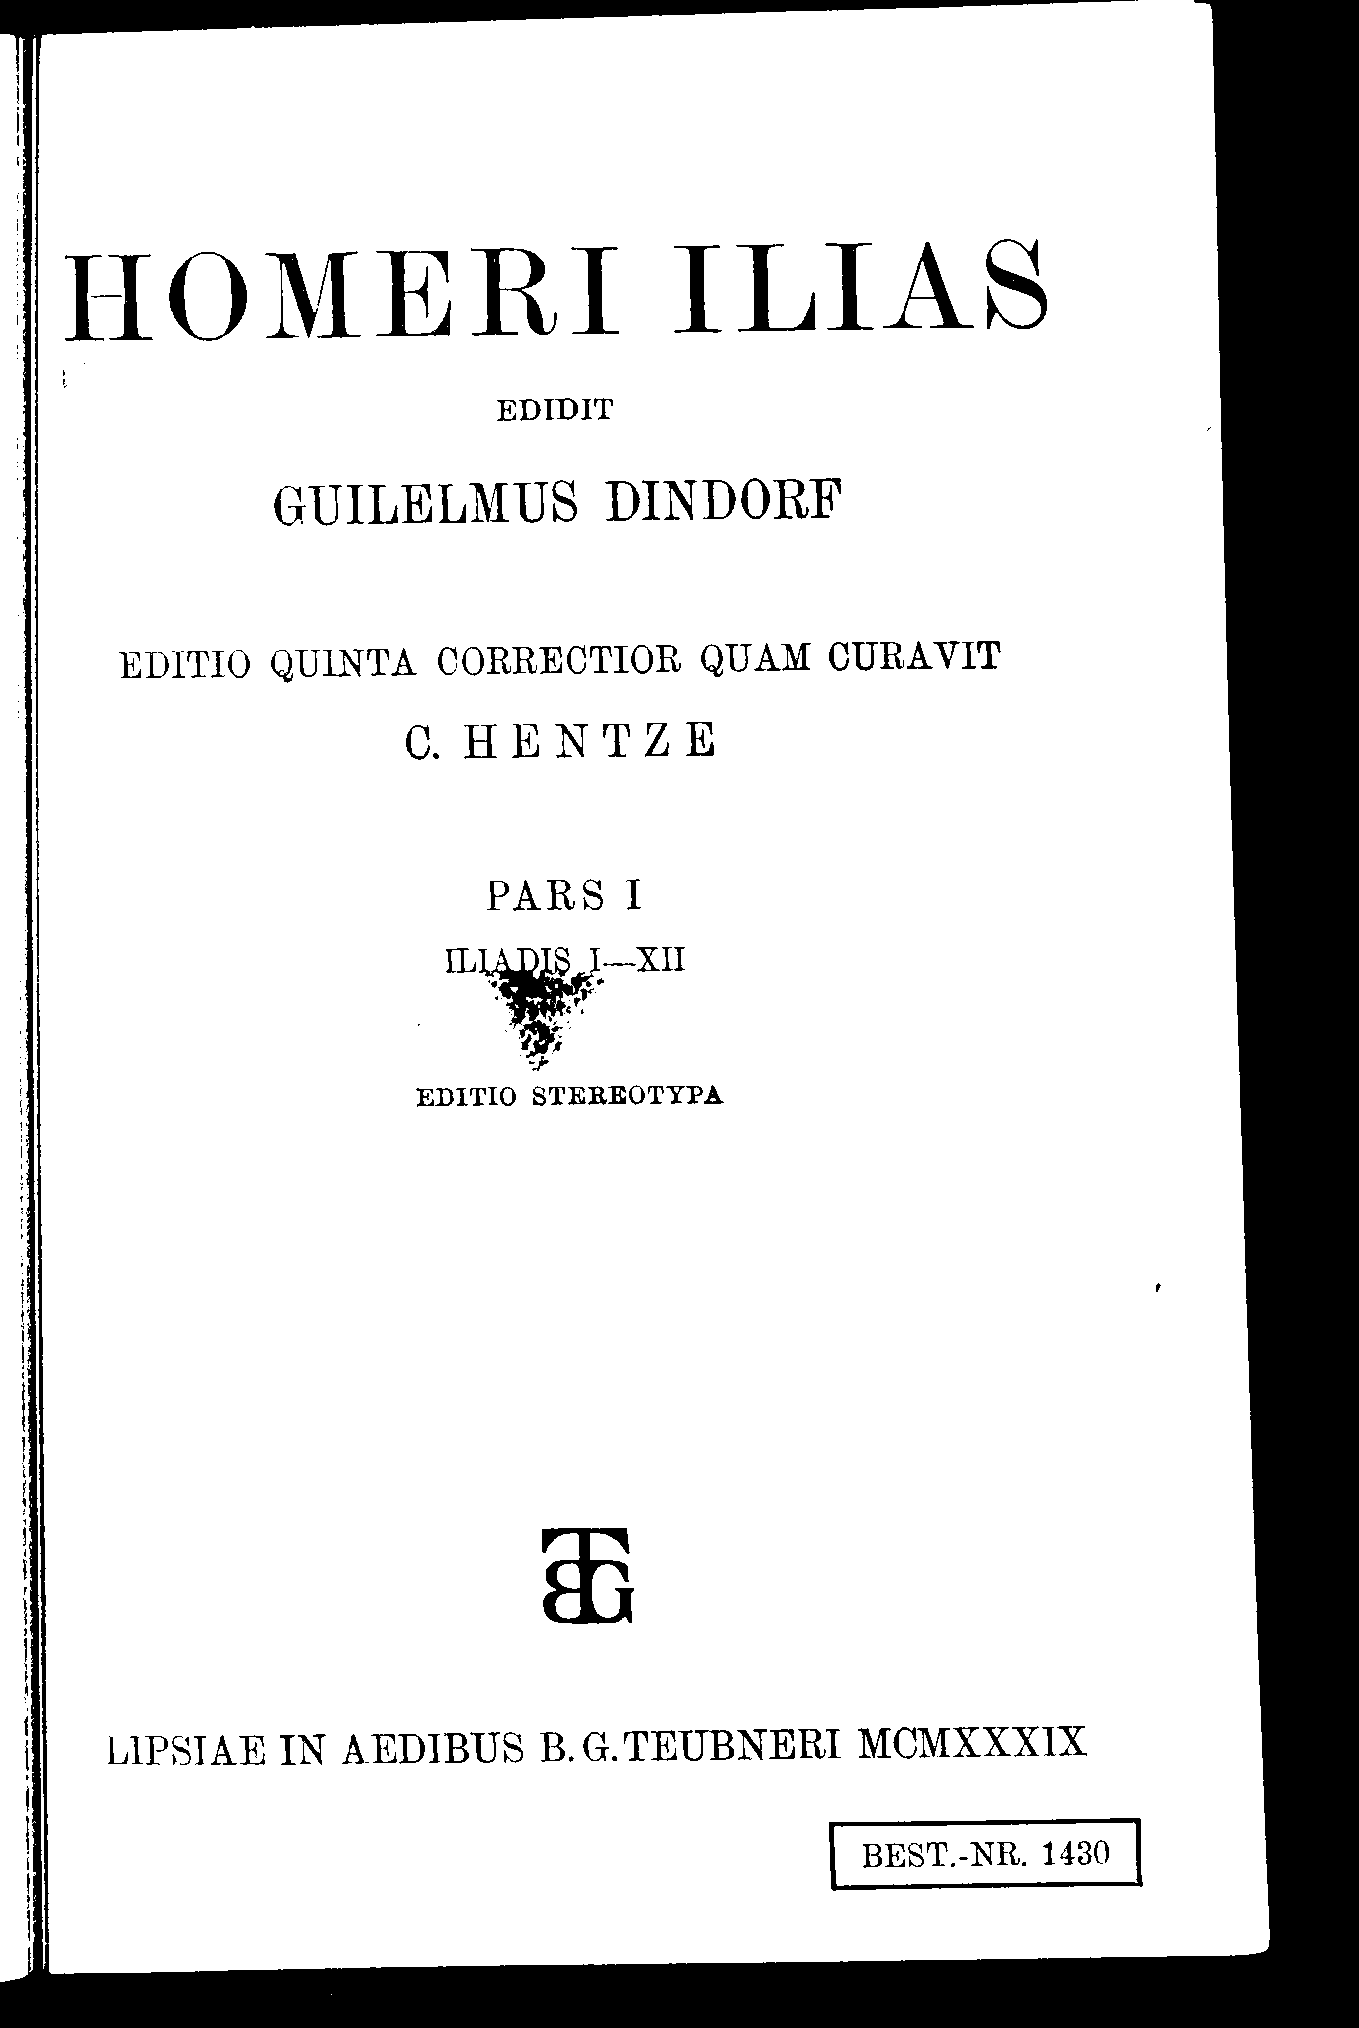 HOMERI ILIAS
EDIDIT
GUILELMUS DINDORF
EDITIO QUINTA CORRECTIOR QUAM CURAVIT
C. HENTZE
PARS I
ILIADIS I—XII
EDITIO STEREOTYPA
BTG
LIPSIAE IN AEDIBUS B.G.TEUBNERI MCMXXXIX
BEST.-NR. 1430